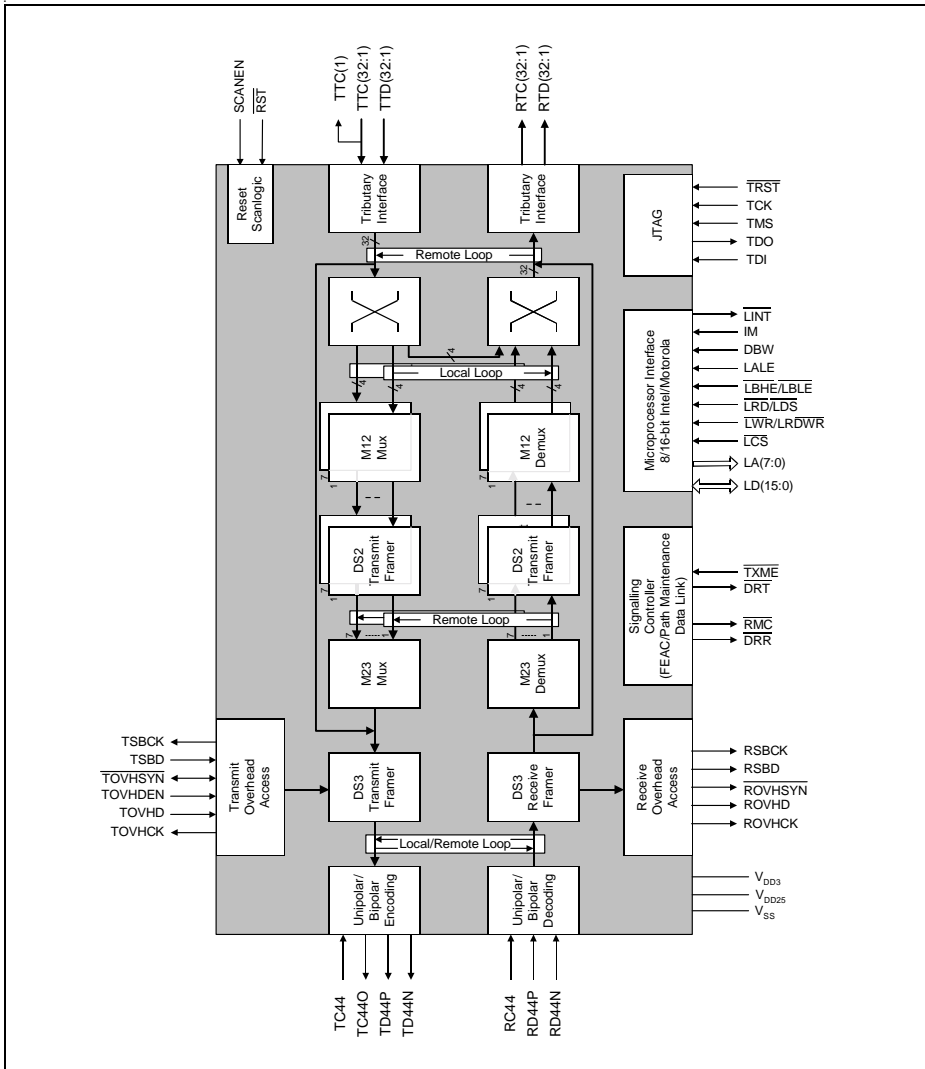 SCANEN
RST
TTC(1)
TTC(32:1)
TTD(32:1)
RTC(32:1)
RTD(32:1)
Reset
Scanlogic
Tributary
Interface
Tributary
Interface
32
32
Remote Loop
4
Local Loop
4
4
4
4
M12
Mux
7
1
M12
Demux
7
1
DS2
Transmit
Framer
7
1
DS2
Transmit
Framer
7
1
Remote Loop
7
1
7
1
M23
Mux
M23
Demux
DS3
Transmit
Framer
DS3
Receive
Framer
Local/Remote Loop
Unipolar/
Bipolar
Encoding
Unipolar/
Bipolar
Decoding
TC44
TC44O
TD44P
TD44N
RC44
RD44P
RD44N
Transmit
Overhead
Access
TSBCK
TSBD
TOVHSYN
TOVHDEN
TOVHD
TOVHCK
JTAG
TRST
TCK
TMS
TDO
TDI
Microprocessor Interface
8/16-bit Intel/Motorola
LINT
IM
DBW
LALE
LBHE/LBLE
LRD/LDS
LWR/LRDWR
LCS
LA(7:0)
LD(15:0)
Signalling
Controller
(FEAC/Path Maintenance
Data Link)
TXME
DRT
RMC
DRR
Receive
Overhead
Access
RSBCK
RSBD
ROVHSYN
ROVHD
ROVHCK
VDD3
VDD25
VSS